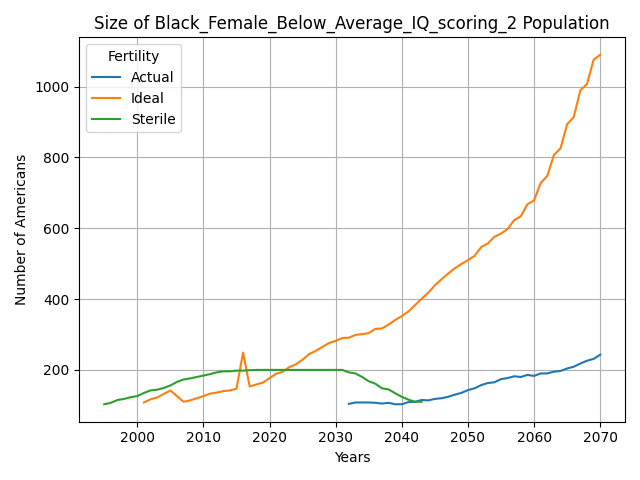 Size of Black_Female_Below_Average_IQ_scoring_2 Population
Fertility
Actual
Ideal
Sterile
Number of Americans
1000
800
600
400
200
2000 2010 2020 2030 2040 2050 2060 2070
Years